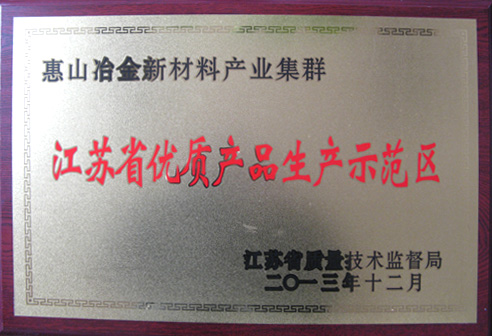 惠山冶金新材料产业集群
江苏省优质产品生产示范区
江苏省质量技术监督局
二〇一三年十二月